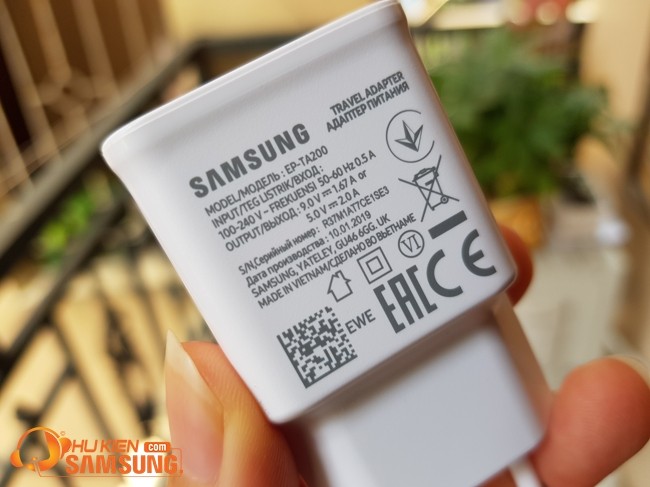 TRAVEL ADAPTER
АДАПТЕР ПИТАНИЯ
SAMSUNG
MODEL/МОДЕЛЬ : EP-TA200
INPUT/TEG LISTRIK/ВХОД :
100-240 V ~ FREKUENSI 50-60 Hz 0.5 A
OUTPUT/ВЫХОД : 9.0 V ⎓ 1.67 A or
5.0 V ⎓ 2.0 A
S/N,Серийный номер : R37M1AT7CE1SE3
Дата производства : 10.01.2019
SAMSUNG, YATELEY, GU46 6GG. UK
MADE IN VIETNAM/СДЕЛАНО ВО ВЬЕТНАМЕ
VI
EWE
EAC CE
PHU KIEN .com
SAMSUNG